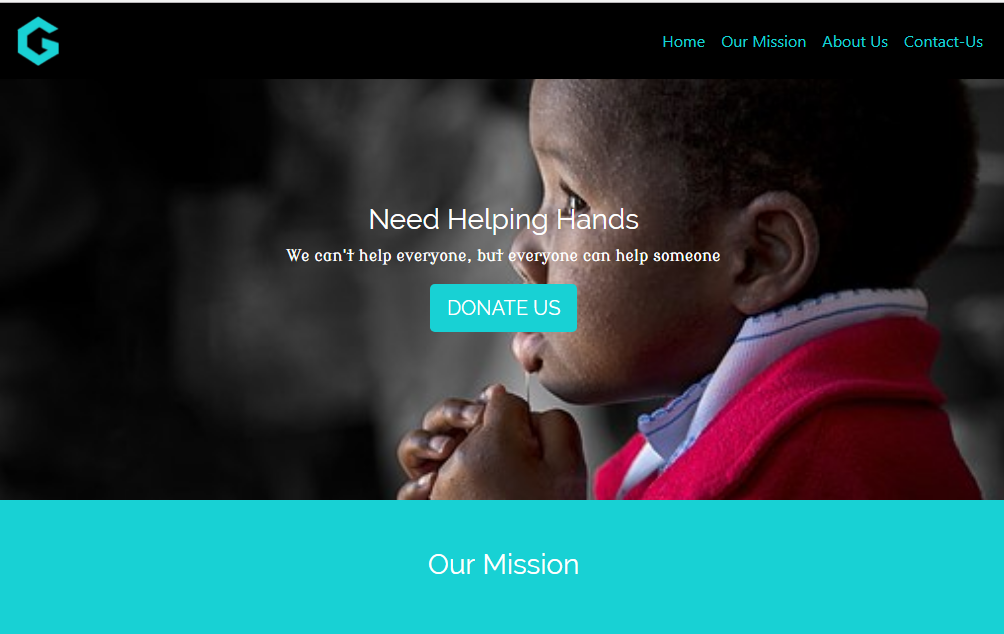 G
Home Our Mission About Us Contact-Us
Need Helping Hands
We can't help everyone, but everyone can help someone
DONATE US
Our Mission